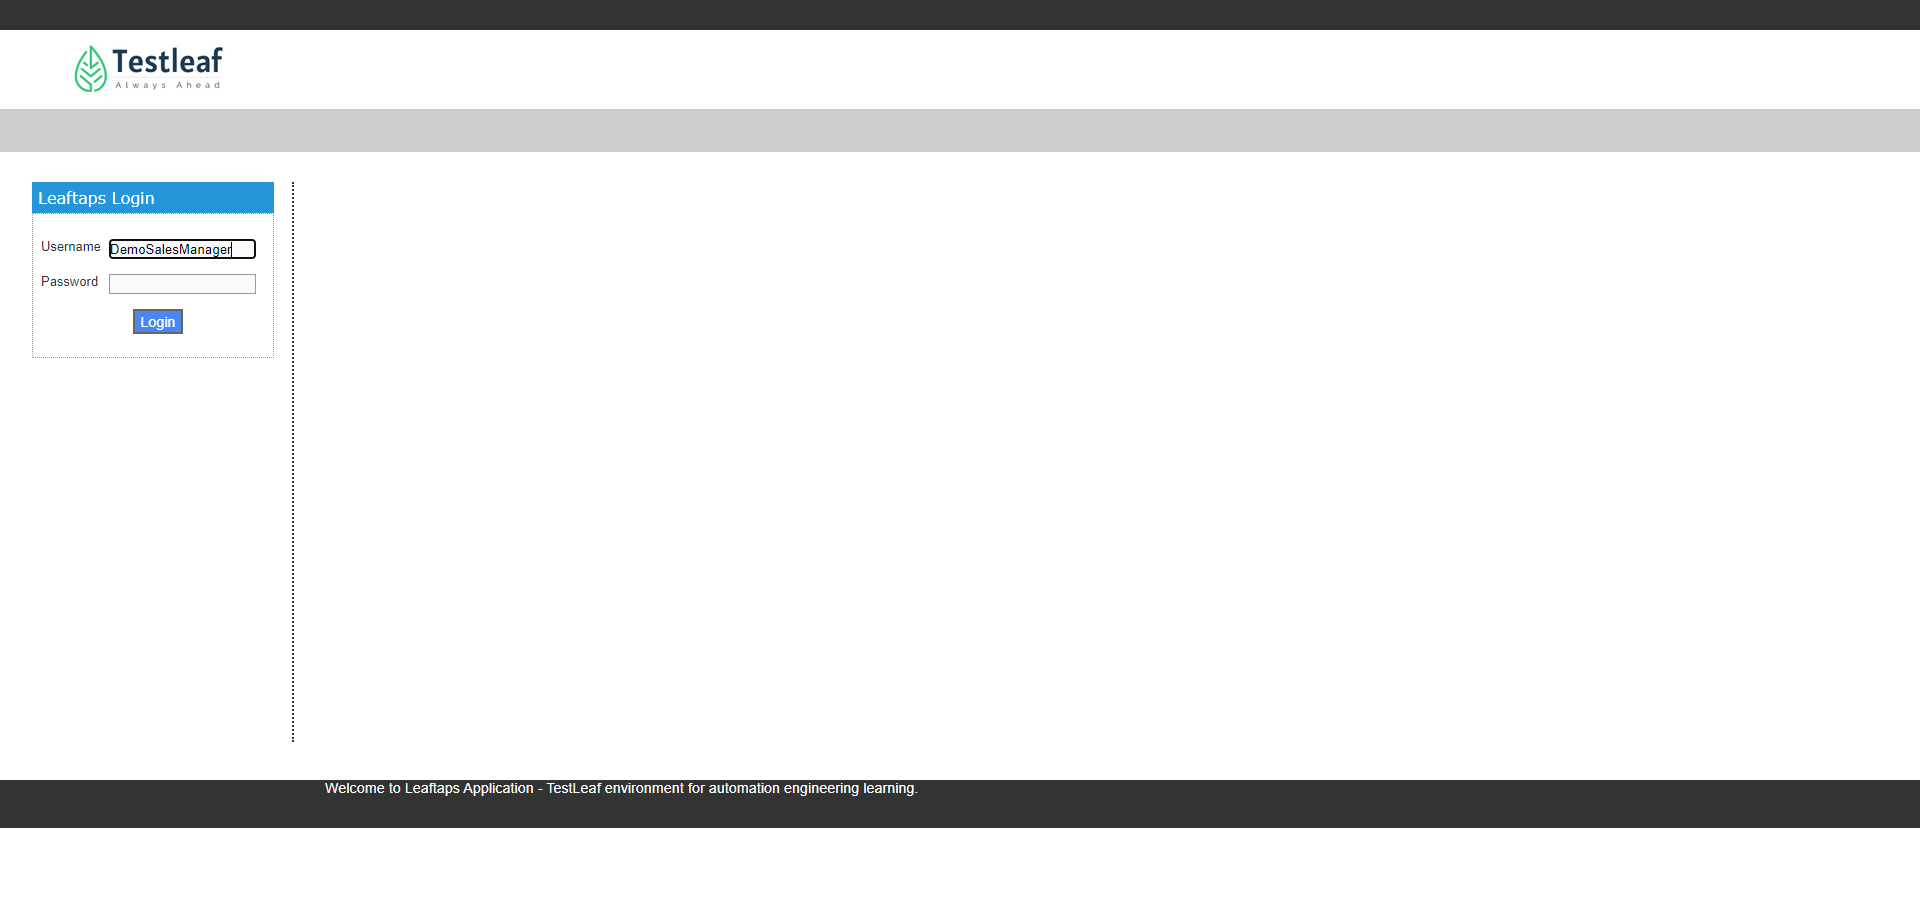 Testleaf
Always Ahead
Leaftaps Login
Username DemoSalesManager
Password
Login
Welcome to Leaftaps Application - TestLeaf environment for automation engineering learning.